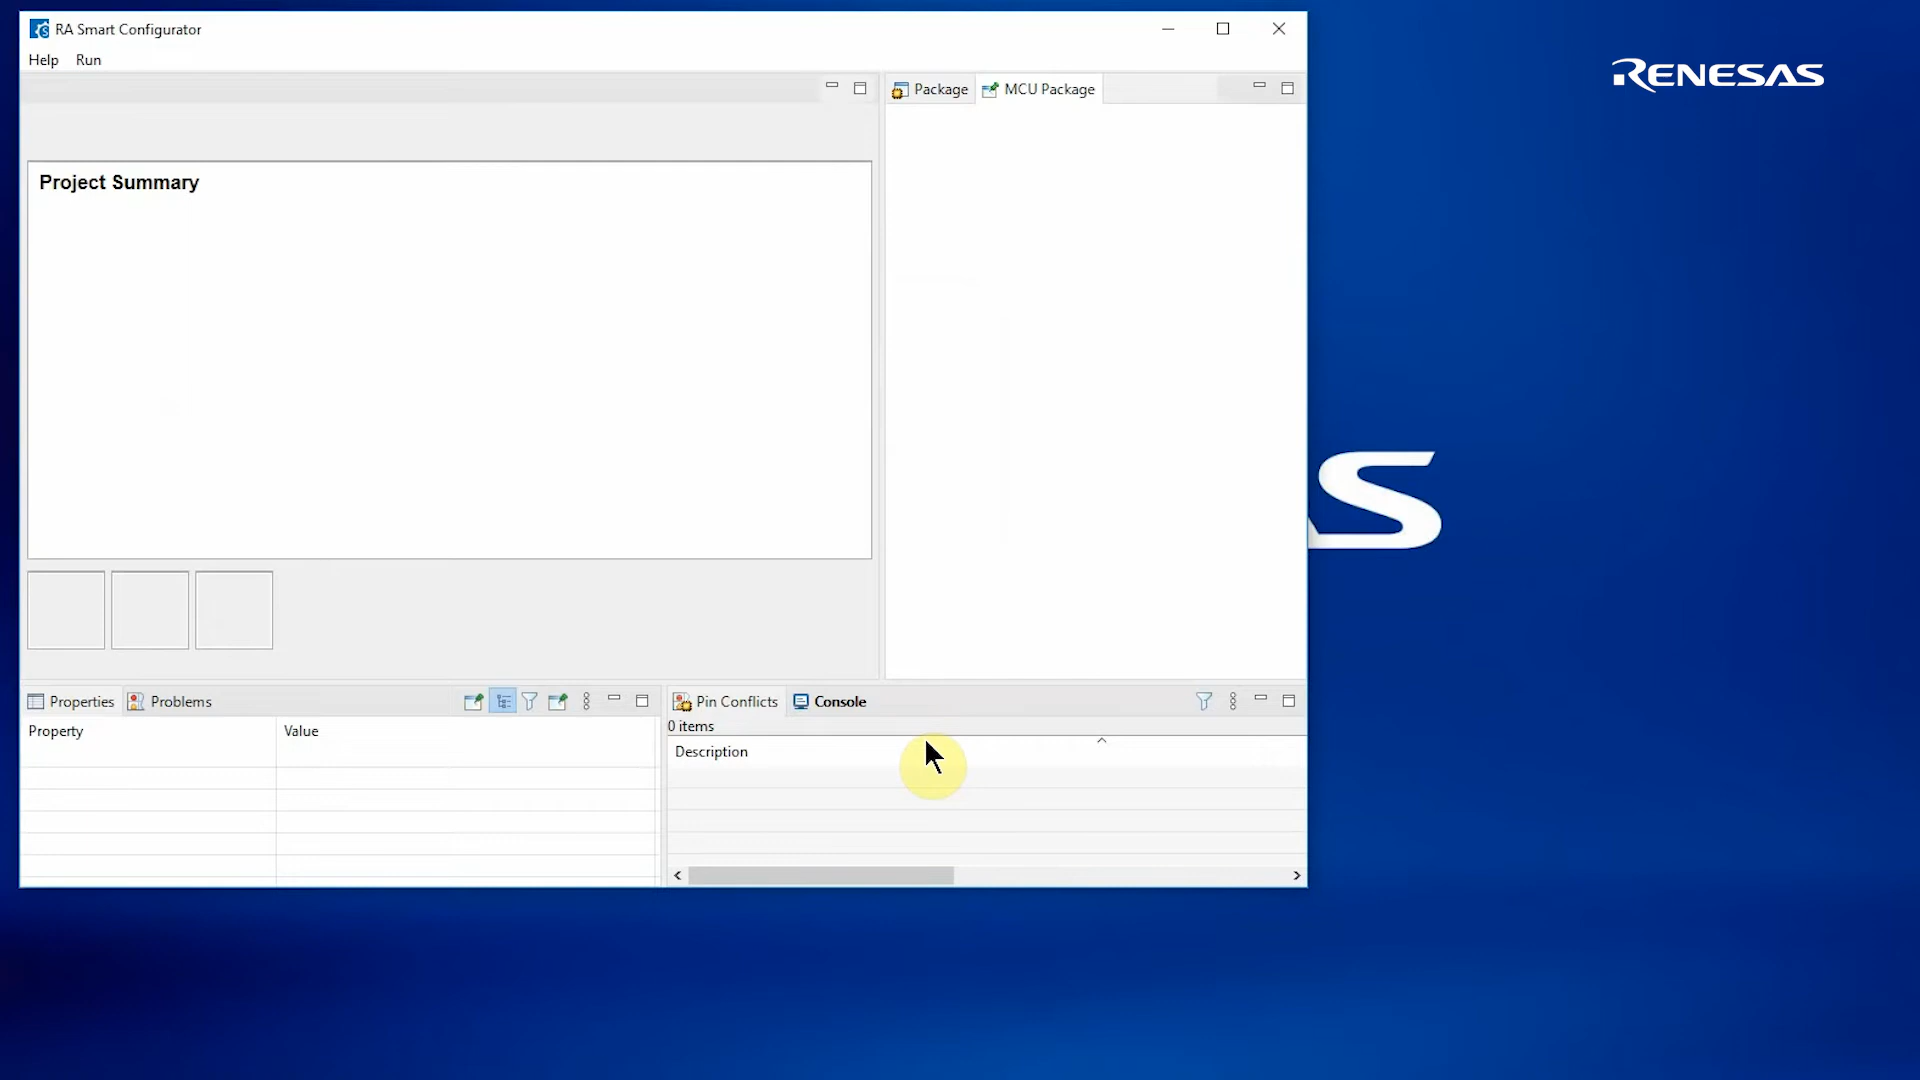 RA Smart Configurator
Help Run
RENESAS
Package MCU Package
Project Summary
AS
Properties Problems
Property Value
Pin Conflicts Console
0 items
Description